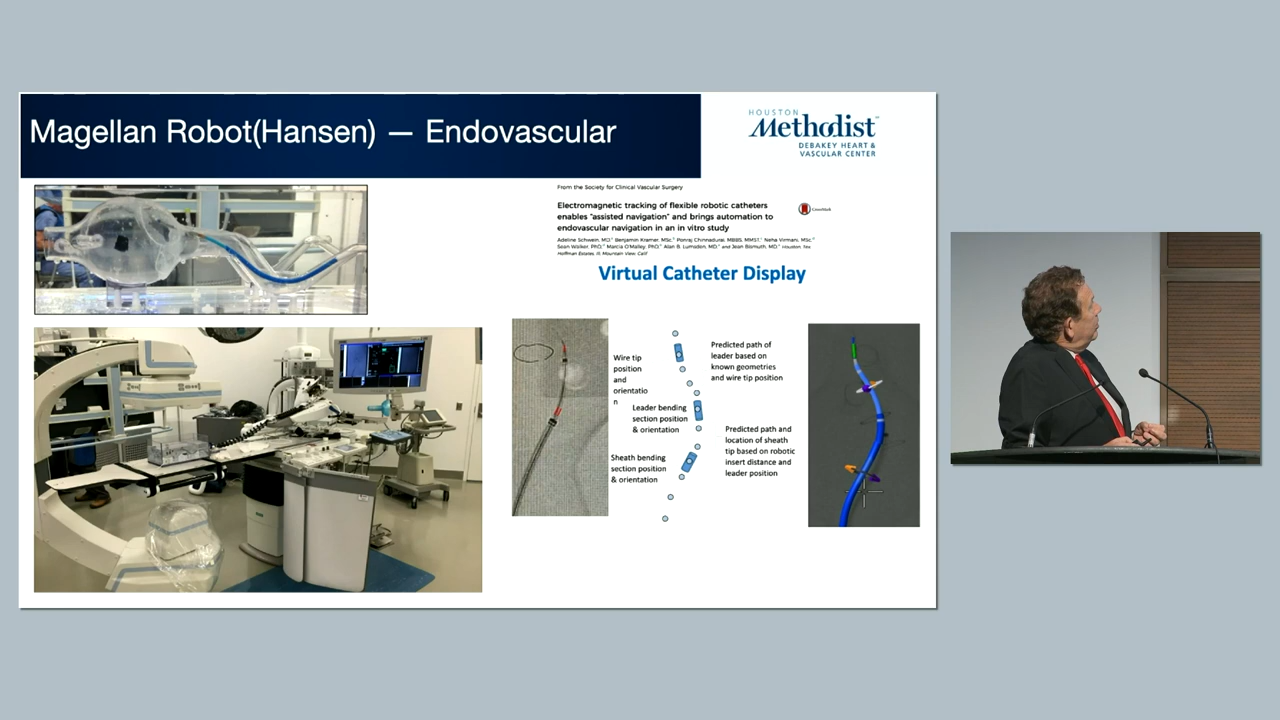 Magellan Robot(Hansen) — Endovascular
HOUSTON
Methodist
DEBAKEY HEART &
VASCULAR CENTER
From the Society for Clinical Vascular Surgery
Electromagnetic tracking of flexible robotic catheters
enables "assisted navigation" and brings automation to
endovascular navigation in an in vitro study
CrossMark
Adeline Schwein, MD, Benjamin Kramer, MSc, Ponraj Chinnadurai, MBBS, MMST, Neha Virmani, MSc,
Sean Walker, PhD, Marcia O'Malley, PhD, Alan B. Lumsden, MD, and Jean Bismuth, MD, Houston, Tex
Hoffman Estates, Ill; Mountain View, Calif
Virtual Catheter Display
Wire tip
position
and
orientatio
n
Leader bending
section position
& orientation
Sheath bending
section position
& orientation
Predicted path of
leader based on
known geometries
and wire tip position
Predicted path and
location of sheath
tip based on robotic
insert distance and
leader position